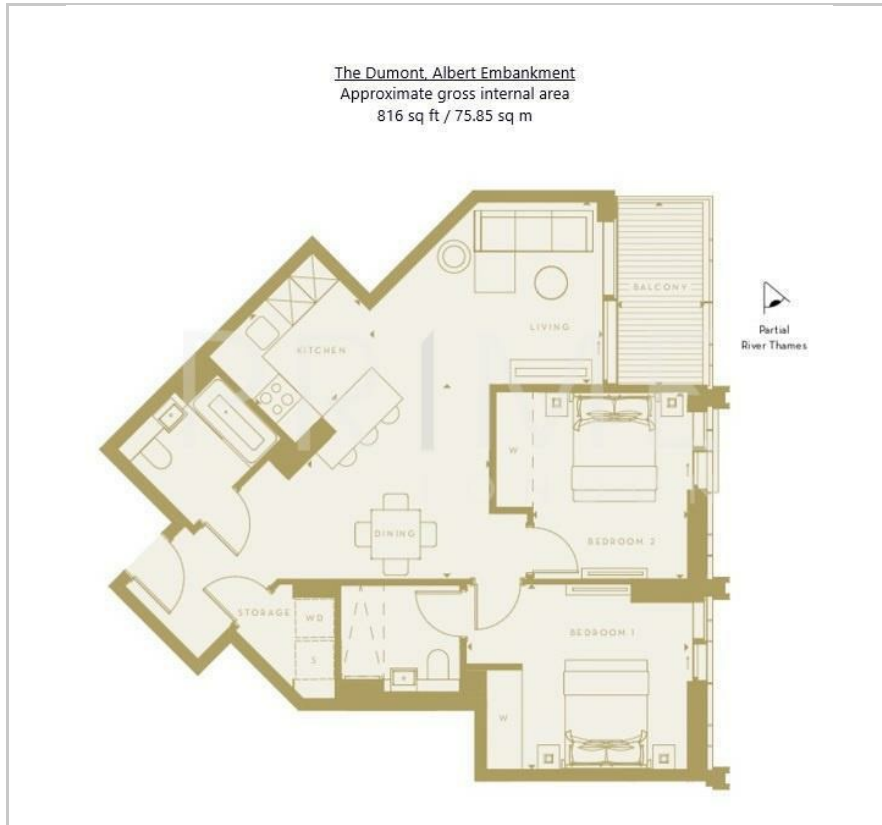 The Dumont, Albert Embankment
Approximate gross internal area
816 sq ft / 75.85 sq m
BALCONY
LIVING
Partial
River Thames
KITCHEN
W
PRIME
BEDROOM 2
DINING
STORAGE
WD
BEDROOM 1
S
W